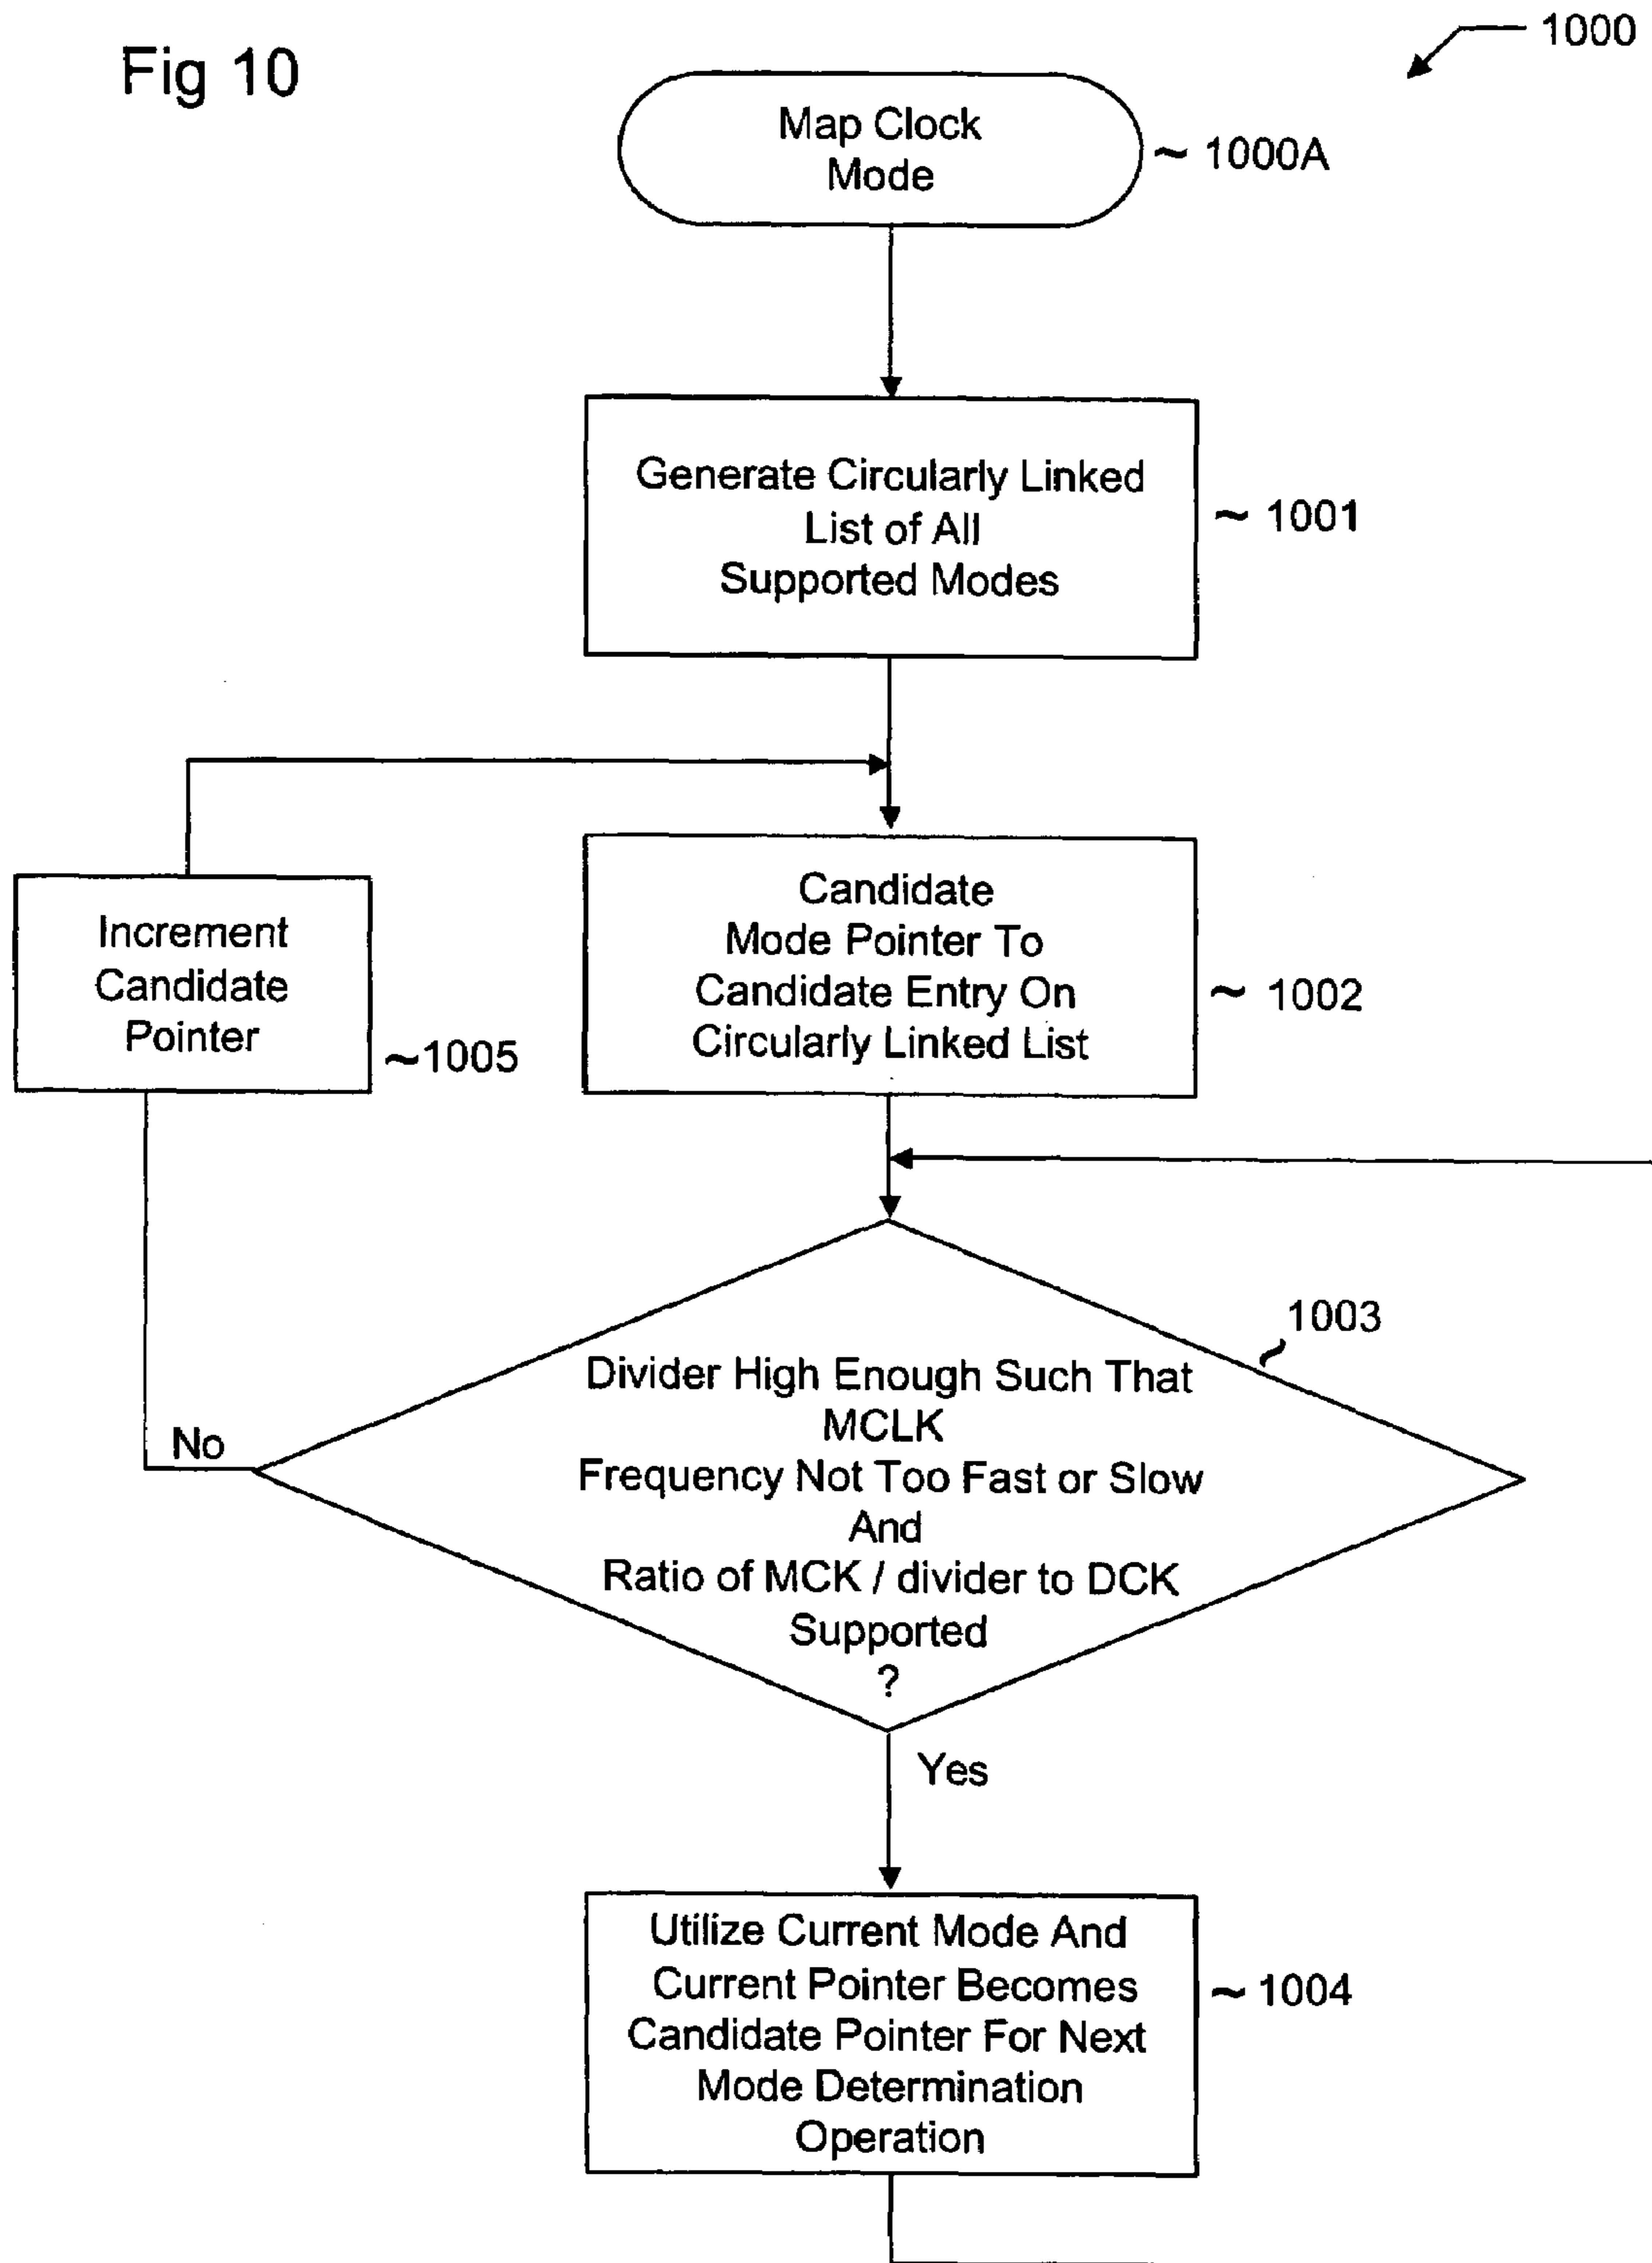 Fig 10
1000
Map Clock
Mode
~ 1000A
Generate Circularly Linked
List of All
Supported Modes
~ 1001
Increment
Candidate
Pointer
~1005
Candidate
Mode Pointer To
Candidate Entry On
Circularly Linked List
~ 1002
1003
~
Divider High Enough Such That
MCLK
Frequency Not Too Fast or Slow
And
Ratio of MCK / divider to DCK
Supported
?
No
Yes
Utilize Current Mode And
Current Pointer Becomes
Candidate Pointer For Next
Mode Determination
Operation
~ 1004